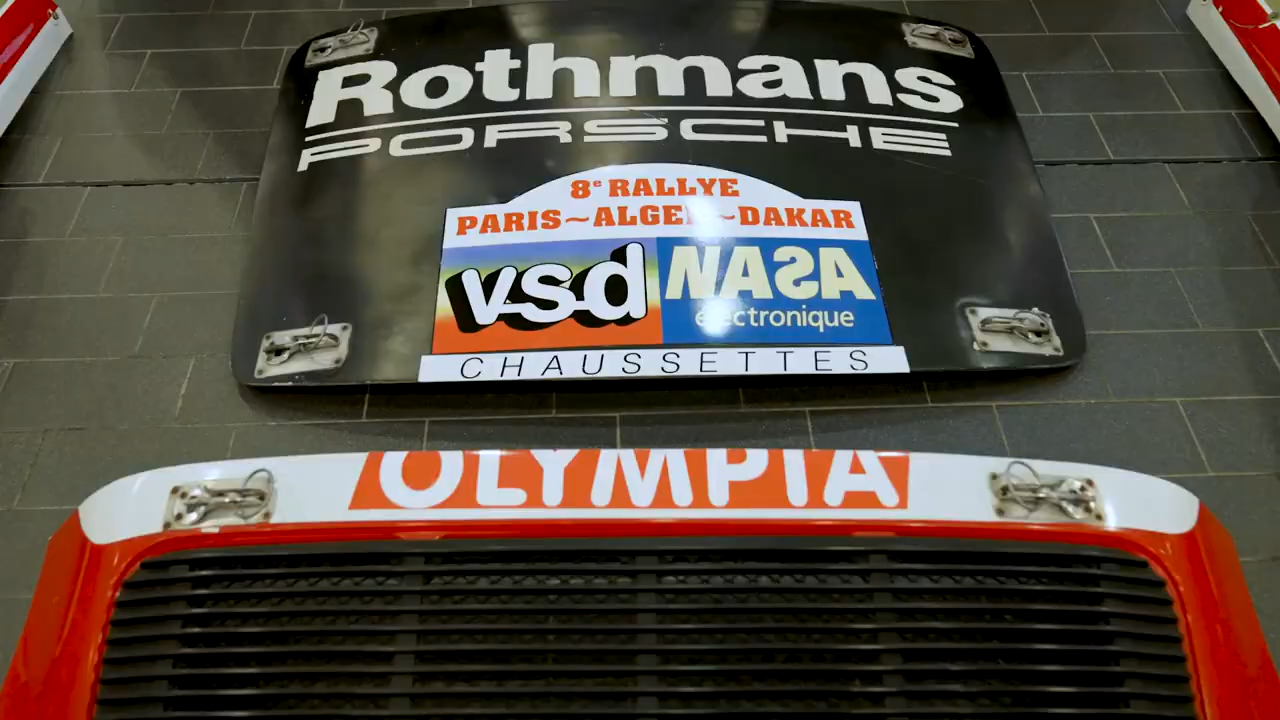 Rothmans
PORSCHE
8e RALLYE
PARIS~ALGER~DAKAR
vsd NASA
électronique
CHAUSSETTES
OLYMPIA